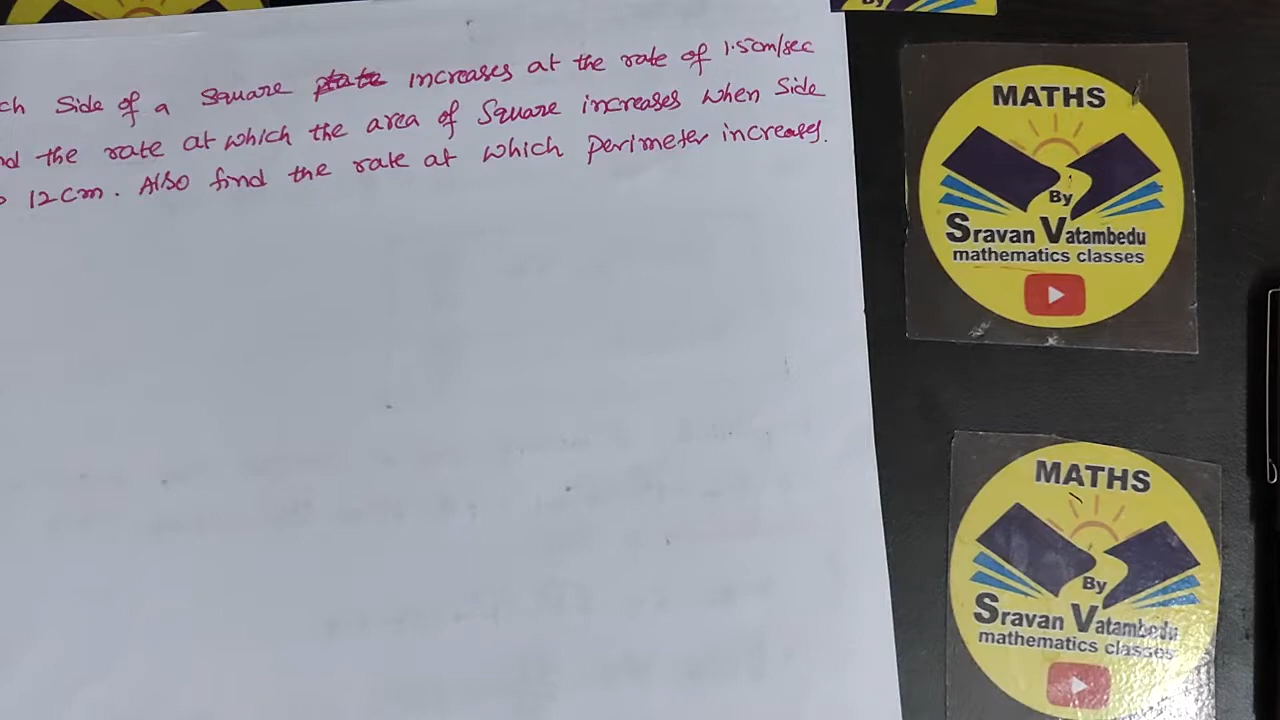 ch Side of a Square increases at the rate of 1.5cm/sec
nd the rate at which the area of Square increases when side
12cm. Also find the rate at which perimeter increases.
By
MATHS
By
Sravan Vatambedu
mathematics classes
MATHS
By
Sravan Vatambedu
mathematics classes